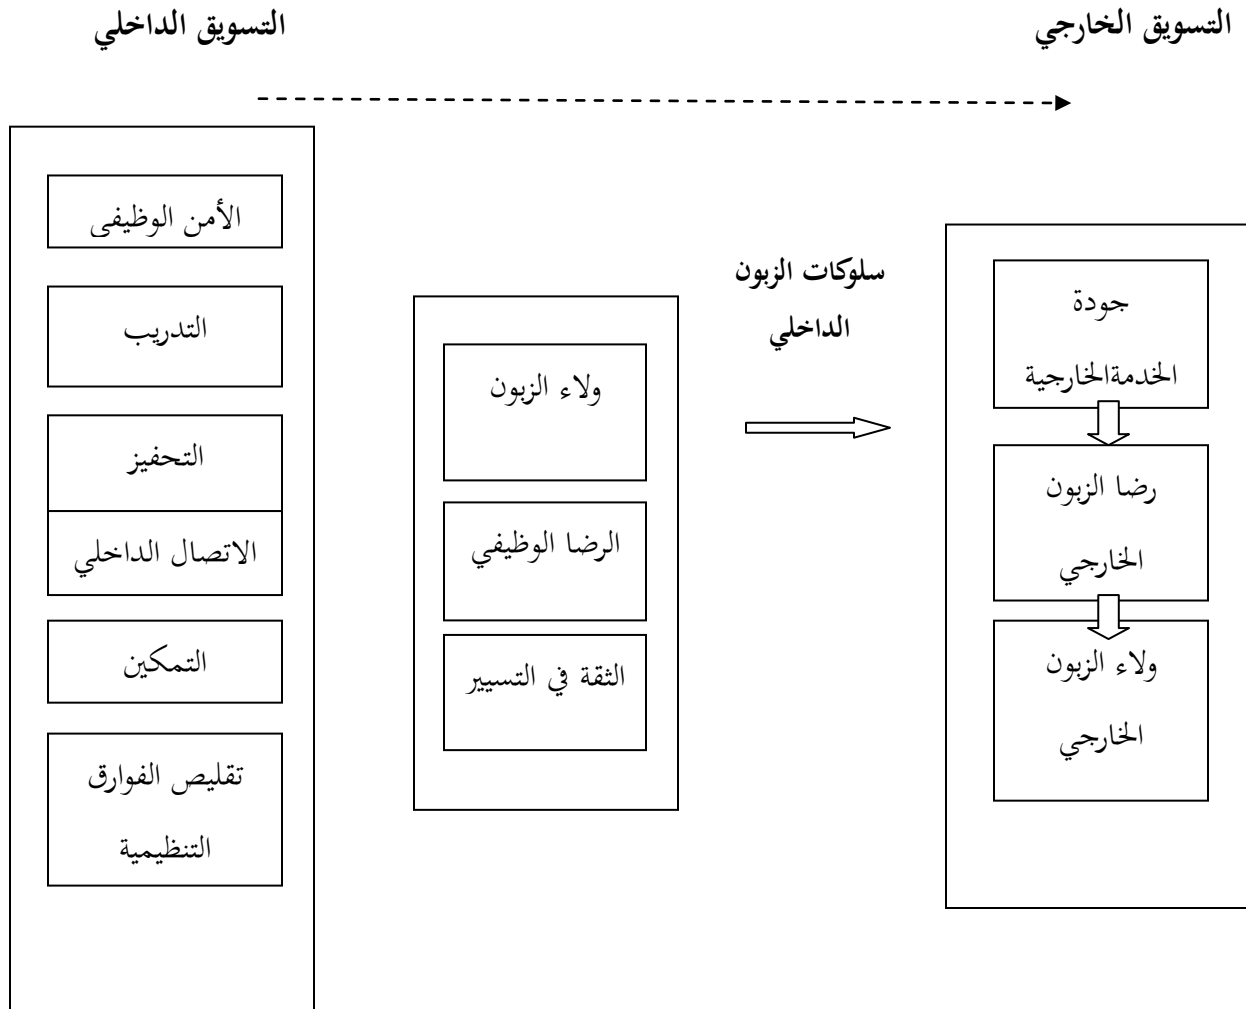 التسويق الخارجي
التسويق الداخلي
الأمن الوظيفي
التدريب
التحفيز
الاتصال الداخلي
التمكين
تقليص الفوارق
التنظيمية
ولاء الزبون
الرضا الوظيفي
الثقة في التسيير
سلوكات الزبون
الداخلي
جودة
الخدمةالخارجية
رضا الزبون
الخارجي
ولاء الزبون
الخارجي